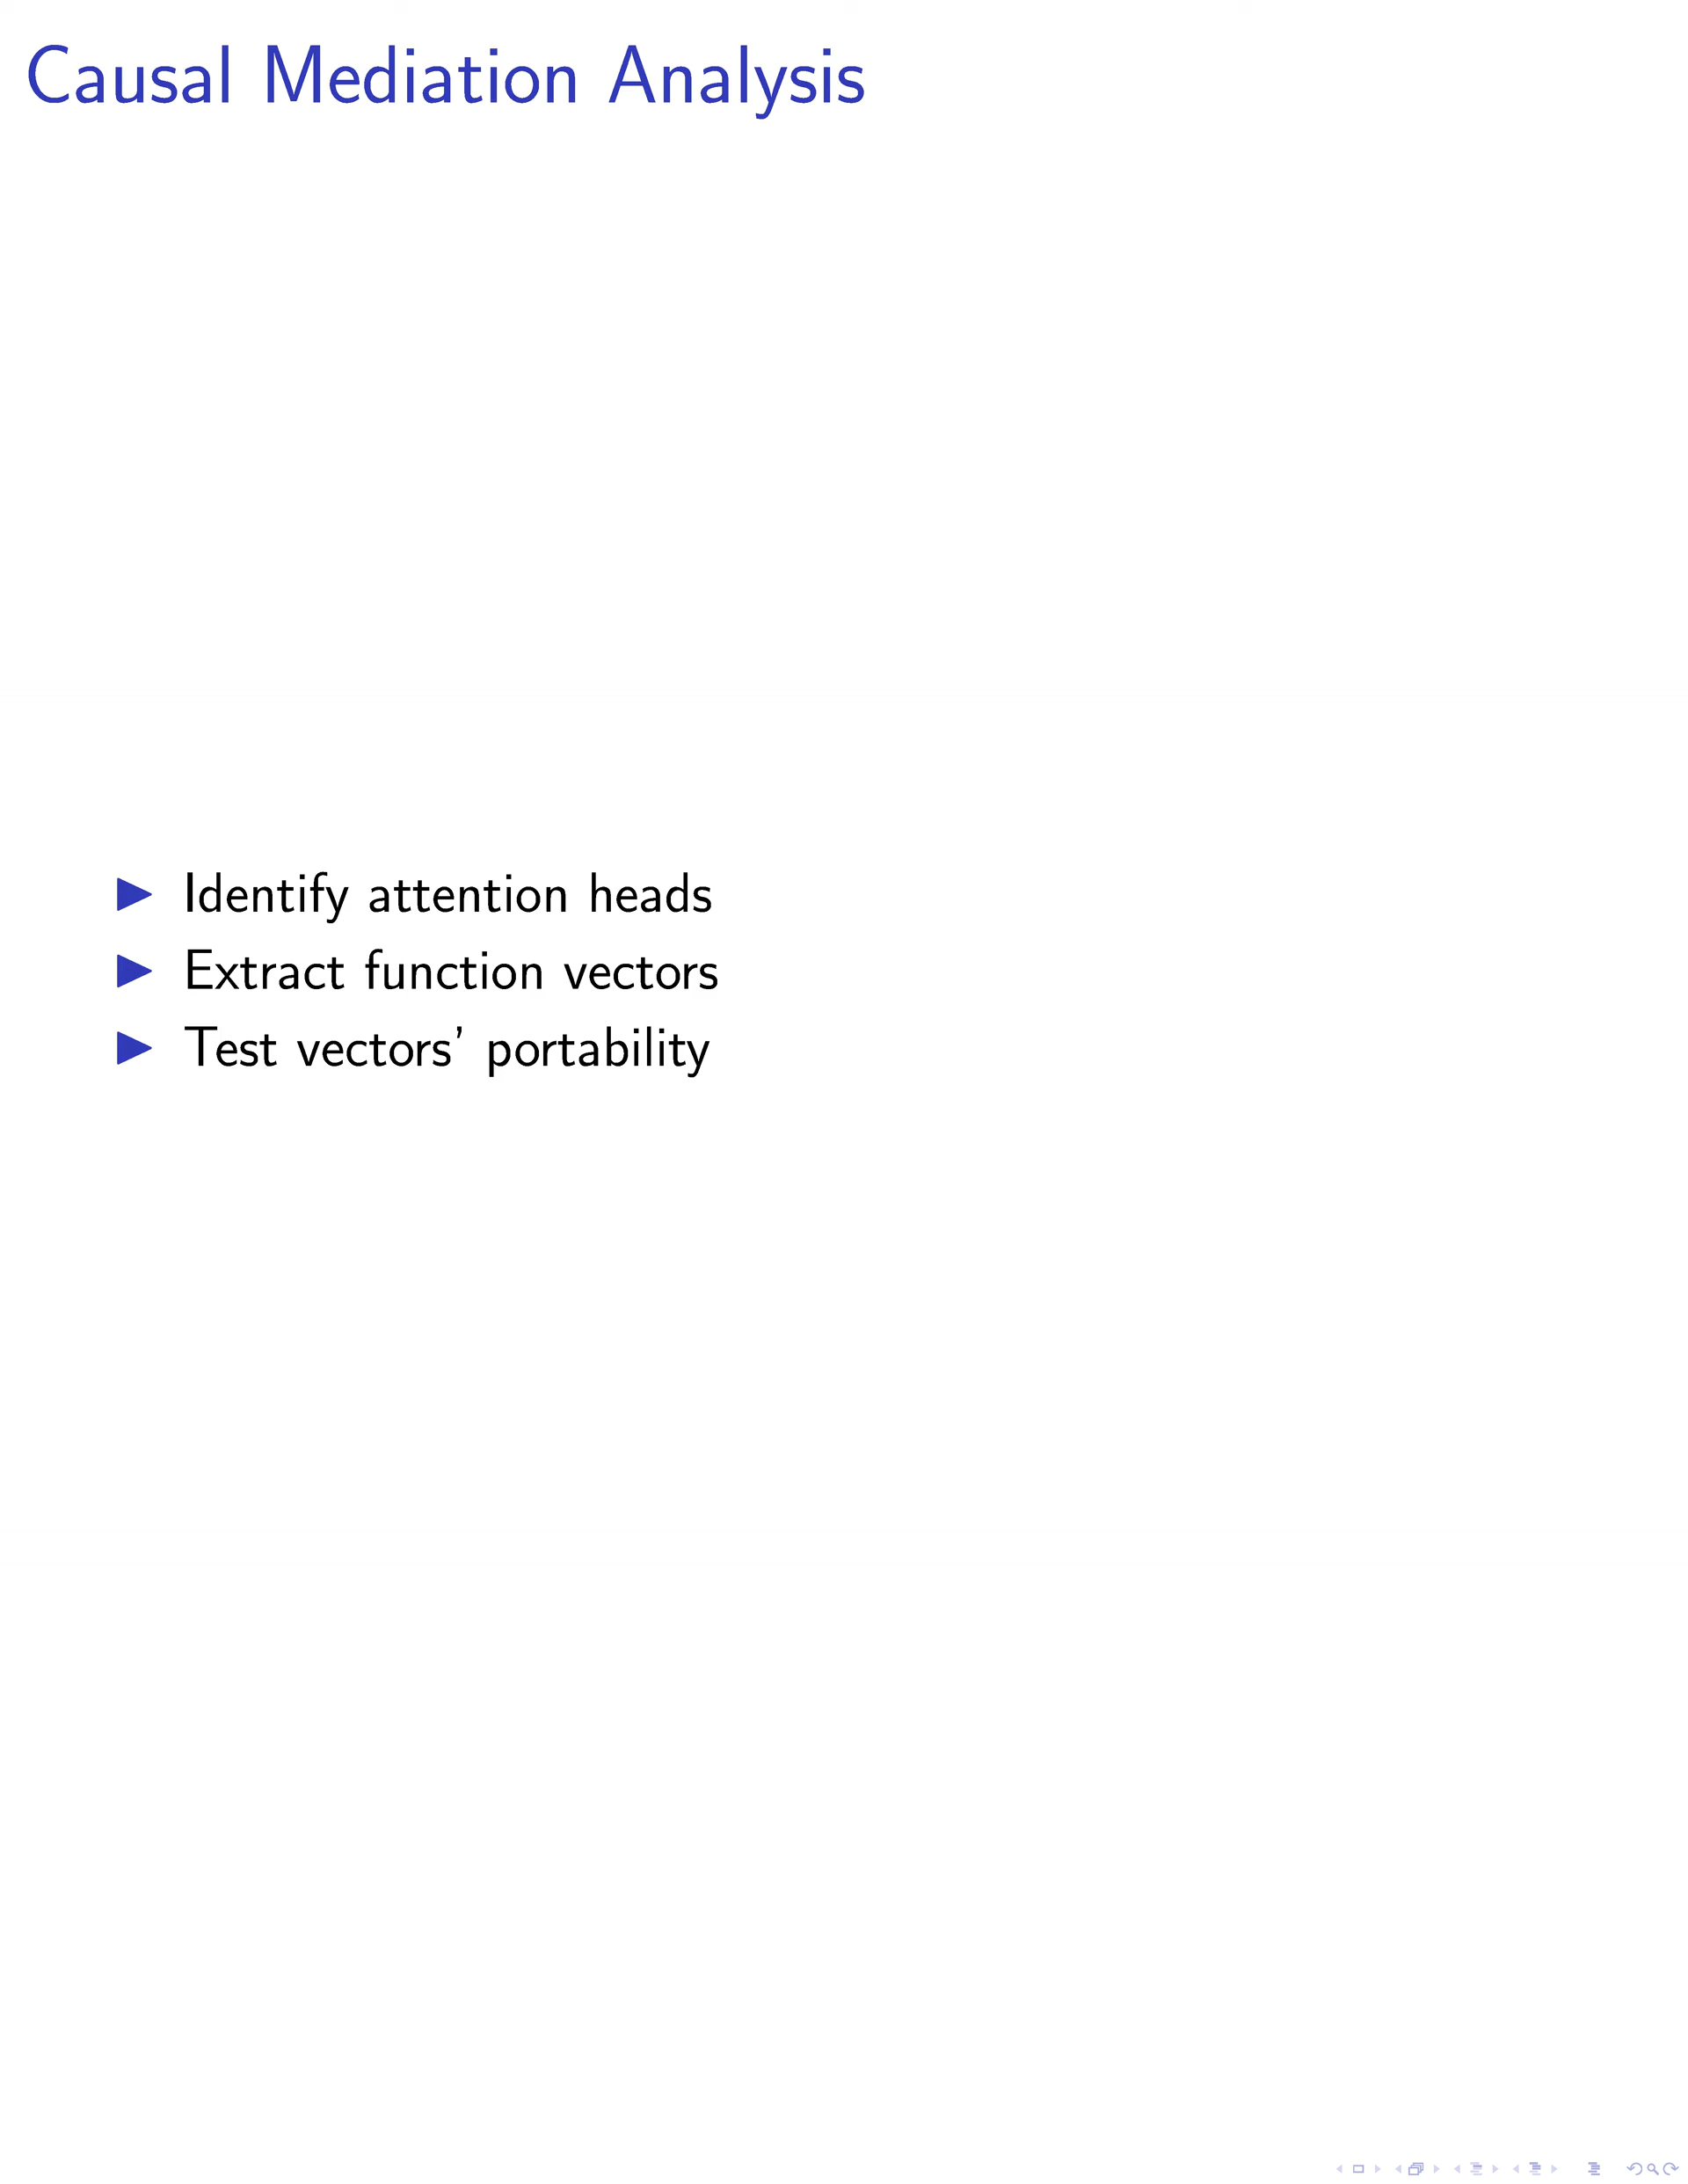 Causal Mediation Analysis
Identify attention heads
Extract function vectors
Test vectors' portability